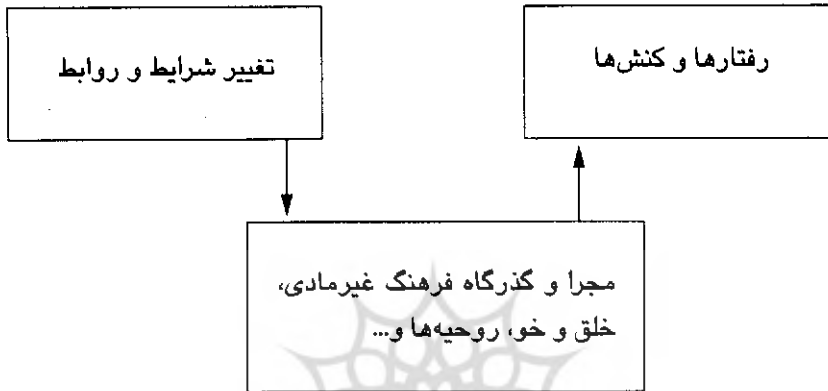 تغییر شرایط و روابط
رفتارها و کنش‌ها
مجرا و گذرگاه فرهنگ غیرمادی،
خلق و خو، روحیه‌ها و...